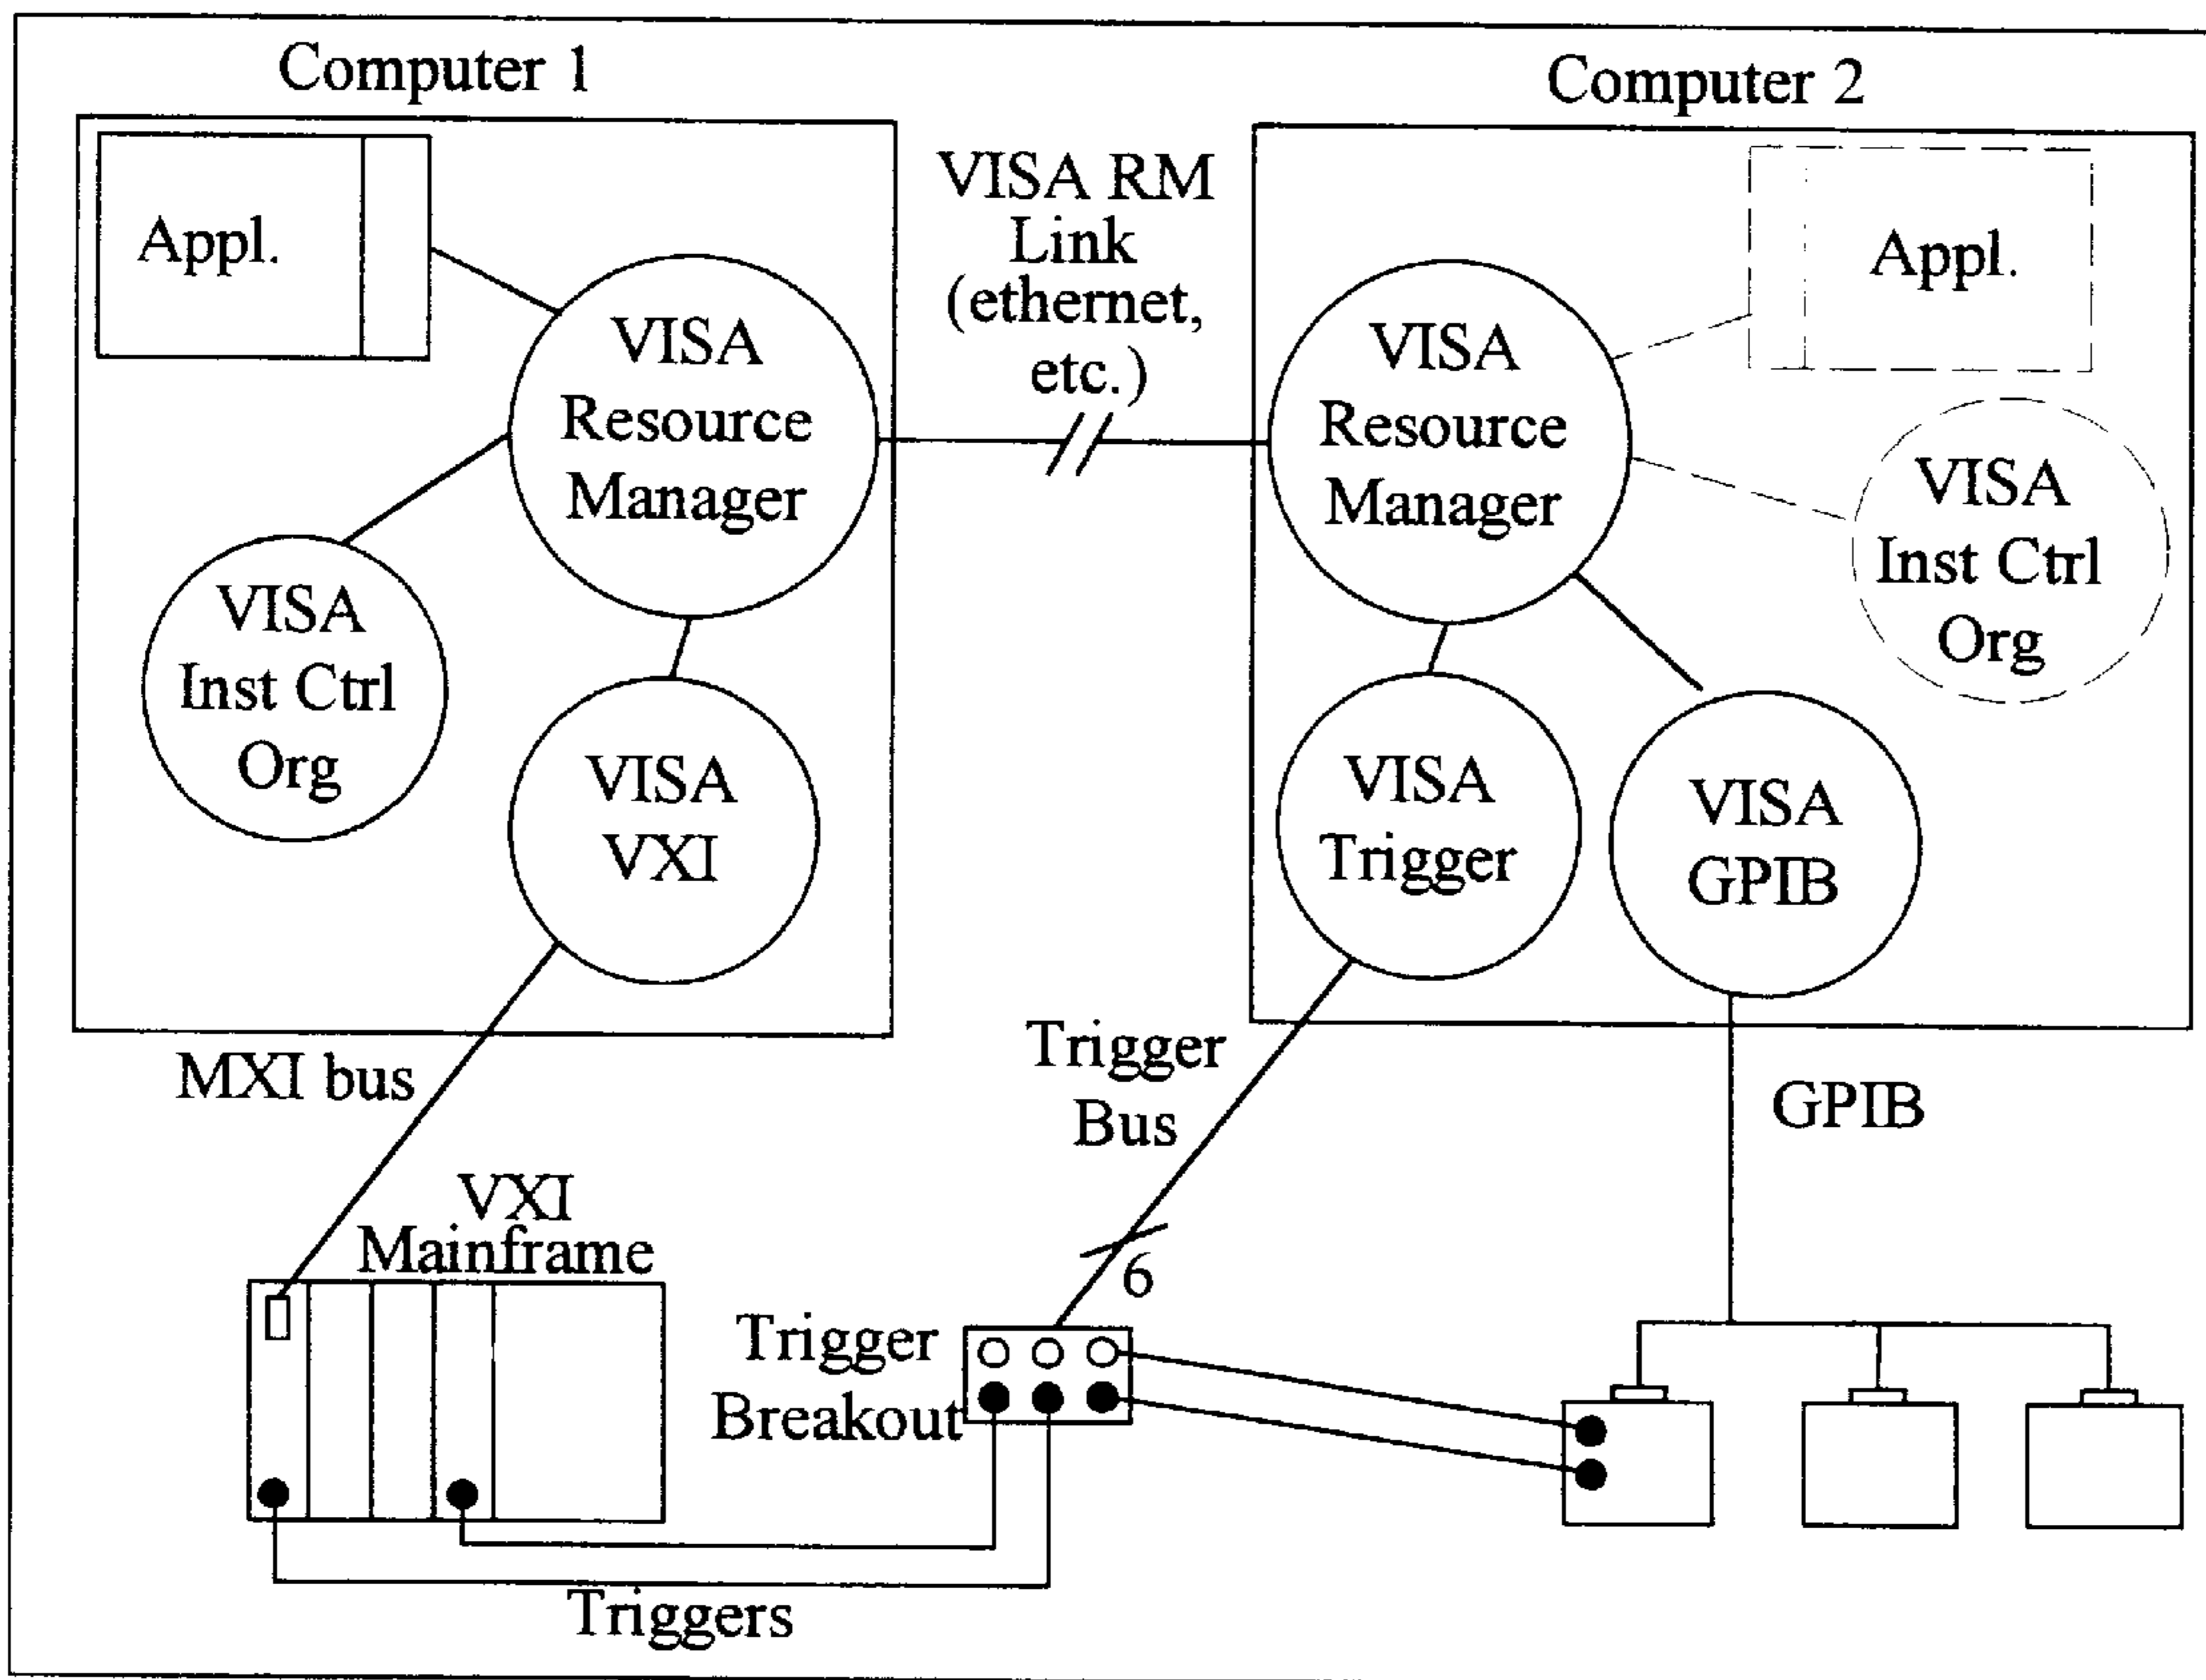 Computer 1
Computer 2
Appl.
VISA
Resource
Manager
VISA
Inst Ctrl
Org
VISA
VXI
VISA RM
Link
(ethernet,
etc.)
VISA
Resource
Manager
Appl.
VISA
Inst Ctrl
Org
VISA
Trigger
VISA
GPIB
MXI bus
Trigger
Bus
GPIB
VXI
Mainframe
6
Trigger
Breakout
Triggers